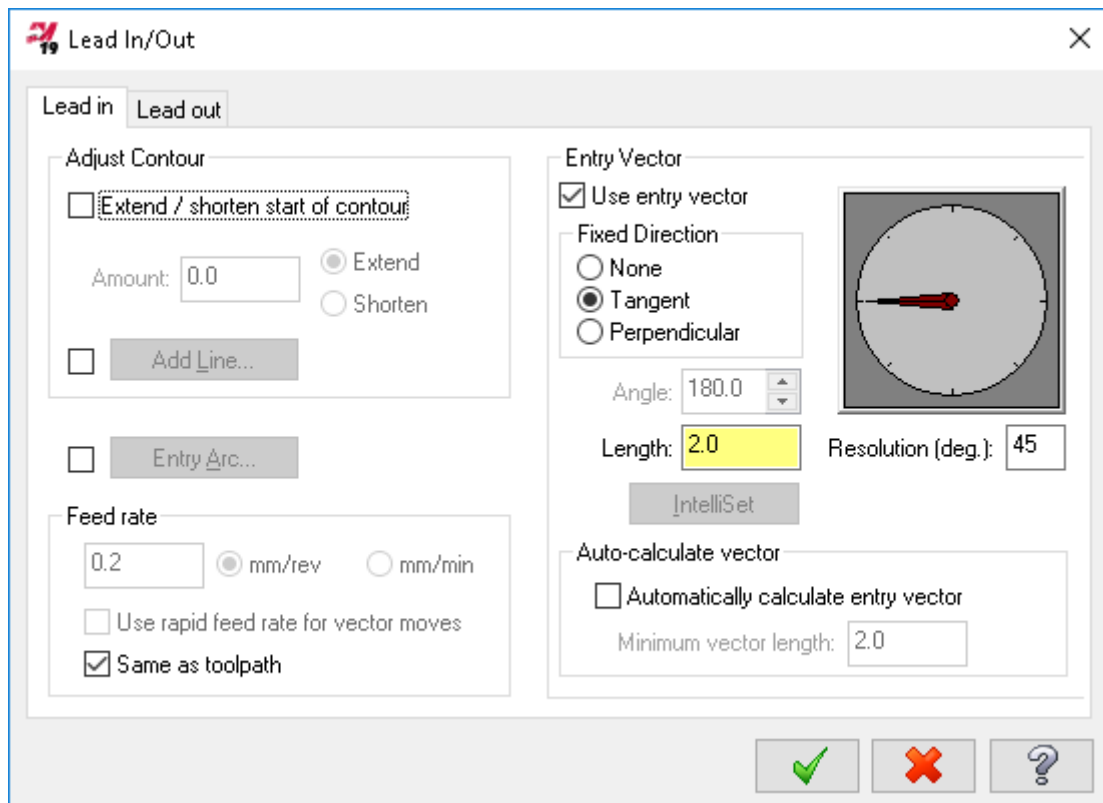 19 Lead In/Out
Lead in Lead out
Adjust Contour
Extend / shorten start of contour
Amount: 0.0 Extend
Shorten
Add Line...
Entry Arc...
Feed rate
0.2 mm/rev mm/min
Use rapid feed rate for vector moves
Same as toolpath
Entry Vector
Use entry vector
Fixed Direction
None
Tangent
Perpendicular
Angle: 180.0
Length: 2.0 Resolution (deg.): 45
IntelliSet
Auto-calculate vector
Automatically calculate entry vector
Minimum vector length: 2.0
?